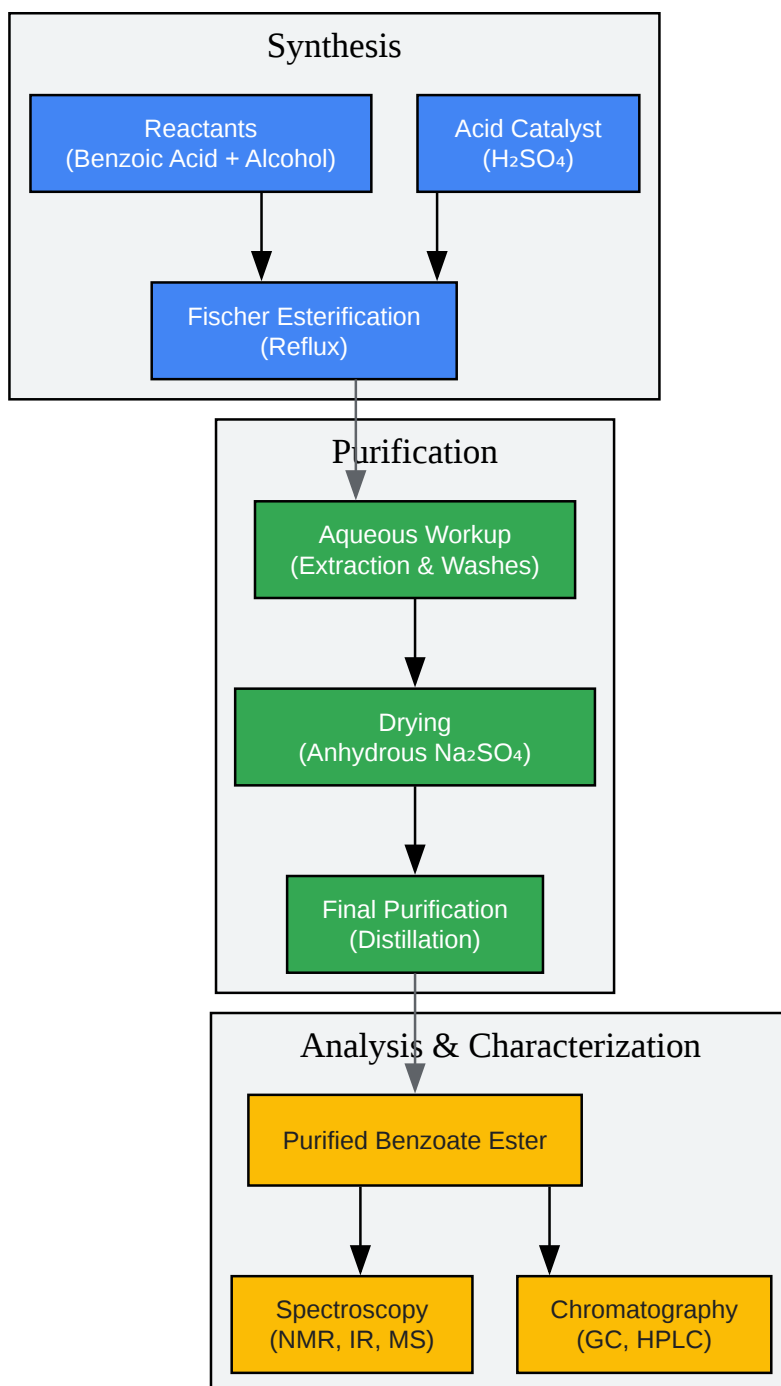 Synthesis
Reactants
(Benzoic Acid + Alcohol)
Acid Catalyst
(H₂SO₄)
Fischer Esterification
(Reflux)
Purification
Aqueous Workup
(Extraction & Washes)
Drying
(Anhydrous Na₂SO₄)
Final Purification
(Distillation)
Analysis & Characterization
Purified Benzoate Ester
Spectroscopy
(NMR, IR, MS)
Chromatography
(GC, HPLC)